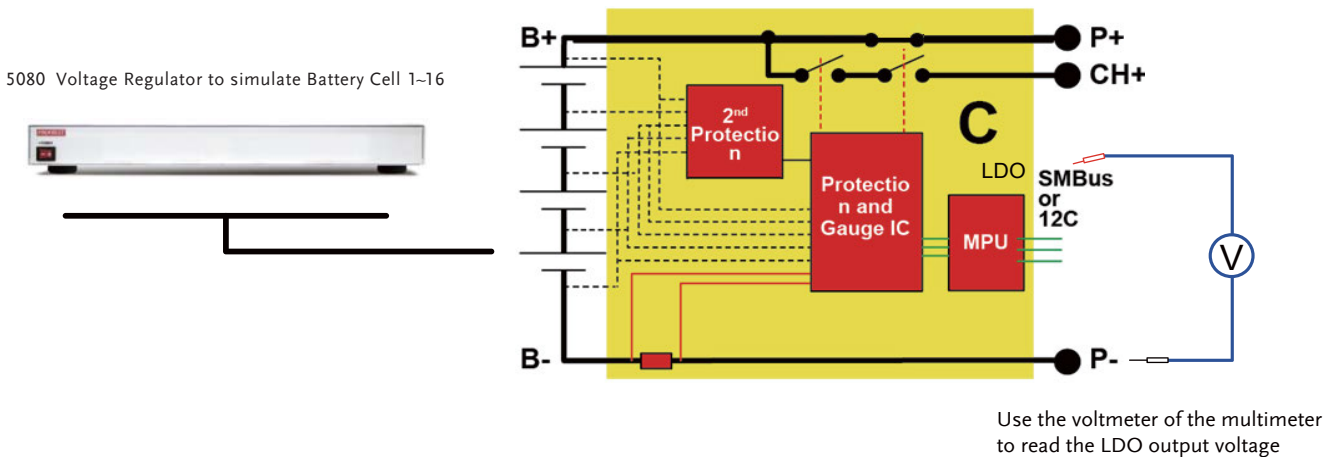 5080 Voltage Regulator to simulate Battery Cell 1~16
B+
P+
CH+
2nd
Protectio
n
C
LDO
SMBus
or
12C
Protectio
n and
Gauge IC
MPU
V
B-
P-
Use the voltmeter of the multimeter
to read the LDO output voltage